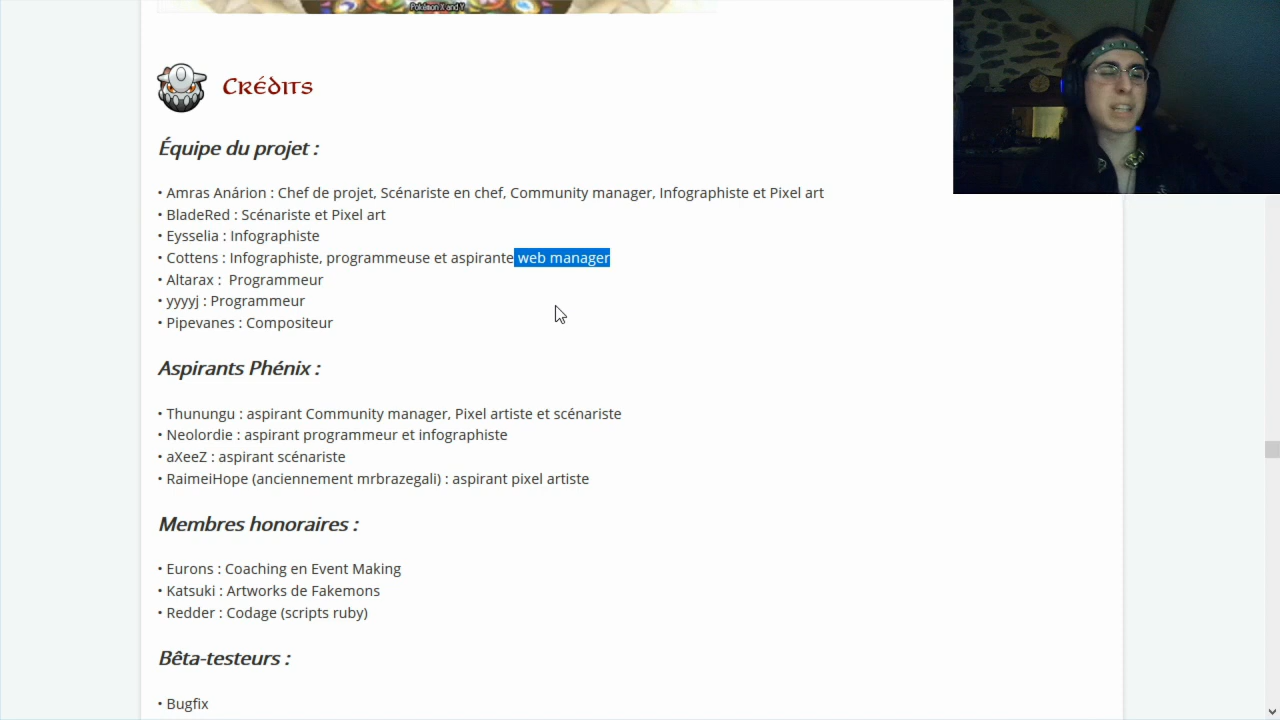 Pokémon X and Y
Crédits
Équipe du projet :
• Amras Anárion : Chef de projet, Scénariste en chef, Community manager, Infographiste et Pixel art
• BladeRed : Scénariste et Pixel art
• Eysselia : Infographiste
• Cottens : Infographiste, programmeuse et aspirante web manager
• Altarax :  Programmeur
• yyyyj : Programmeur
• Pipevanes : Compositeur
Aspirants Phénix :
• Thunungu : aspirant Community manager, Pixel artiste et scénariste
• Neolordie : aspirant programmeur et infographiste
• aXeeZ : aspirant scénariste
• RaimeiHope (anciennement mrbrazegali) : aspirant pixel artiste
Membres honoraires :
• Eurons : Coaching en Event Making
• Katsuki : Artworks de Fakemons
• Redder : Codage (scripts ruby)
Bêta-testeurs :
• Bugfix